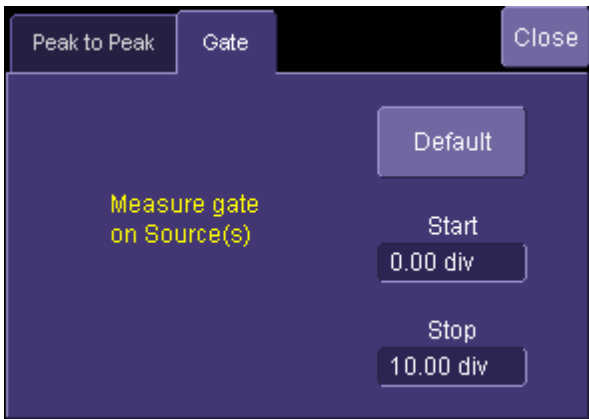 Peak to Peak
Gate
Close
Default
Measure gate
on Source(s)
Start
0.00 div
Stop
10.00 div